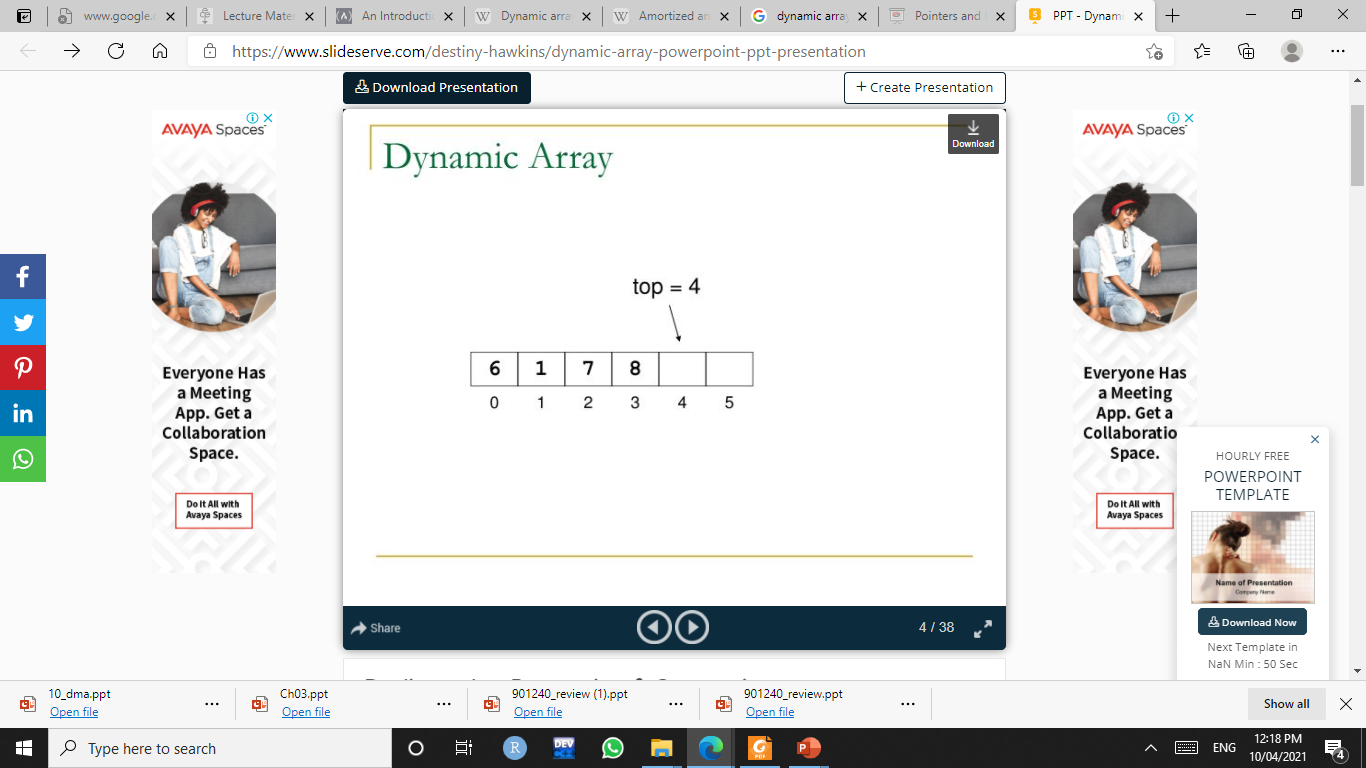 www.google.
Lecture Mater
An Introducti
Dynamic arra
Amortized an
dynamic array
Pointers and
PPT - Dynam
https://www.slideserve.com/destiny-hawkins/dynamic-array-powerpoint-ppt-presentation
Download Presentation
+ Create Presentation
AVAYA Spaces
Everyone Has
a Meeting
App. Get a
Collaboration
Space.
Do It All with
Avaya Spaces
Dynamic Array
Download
top = 4
6 1 7 8
0 1 2 3 4 5
Share
4 / 38
AVAYA Spaces
Everyone Has
a Meeting
App. Get a
Collaboratio
Space.
Do It All with
Avaya Spaces
HOURLY FREE
POWERPOINT
TEMPLATE
Name of Presentation
Company Name
Download Now
Next Template in
NaN Min : 50 Sec
10_dma.ppt
Open file
Ch03.ppt
Open file
901240_review (1).ppt
Open file
901240_review.ppt
Open file
Show all
Type here to search
R
DEV
PDF
P
ENG
12:18 PM
10/04/2021
4